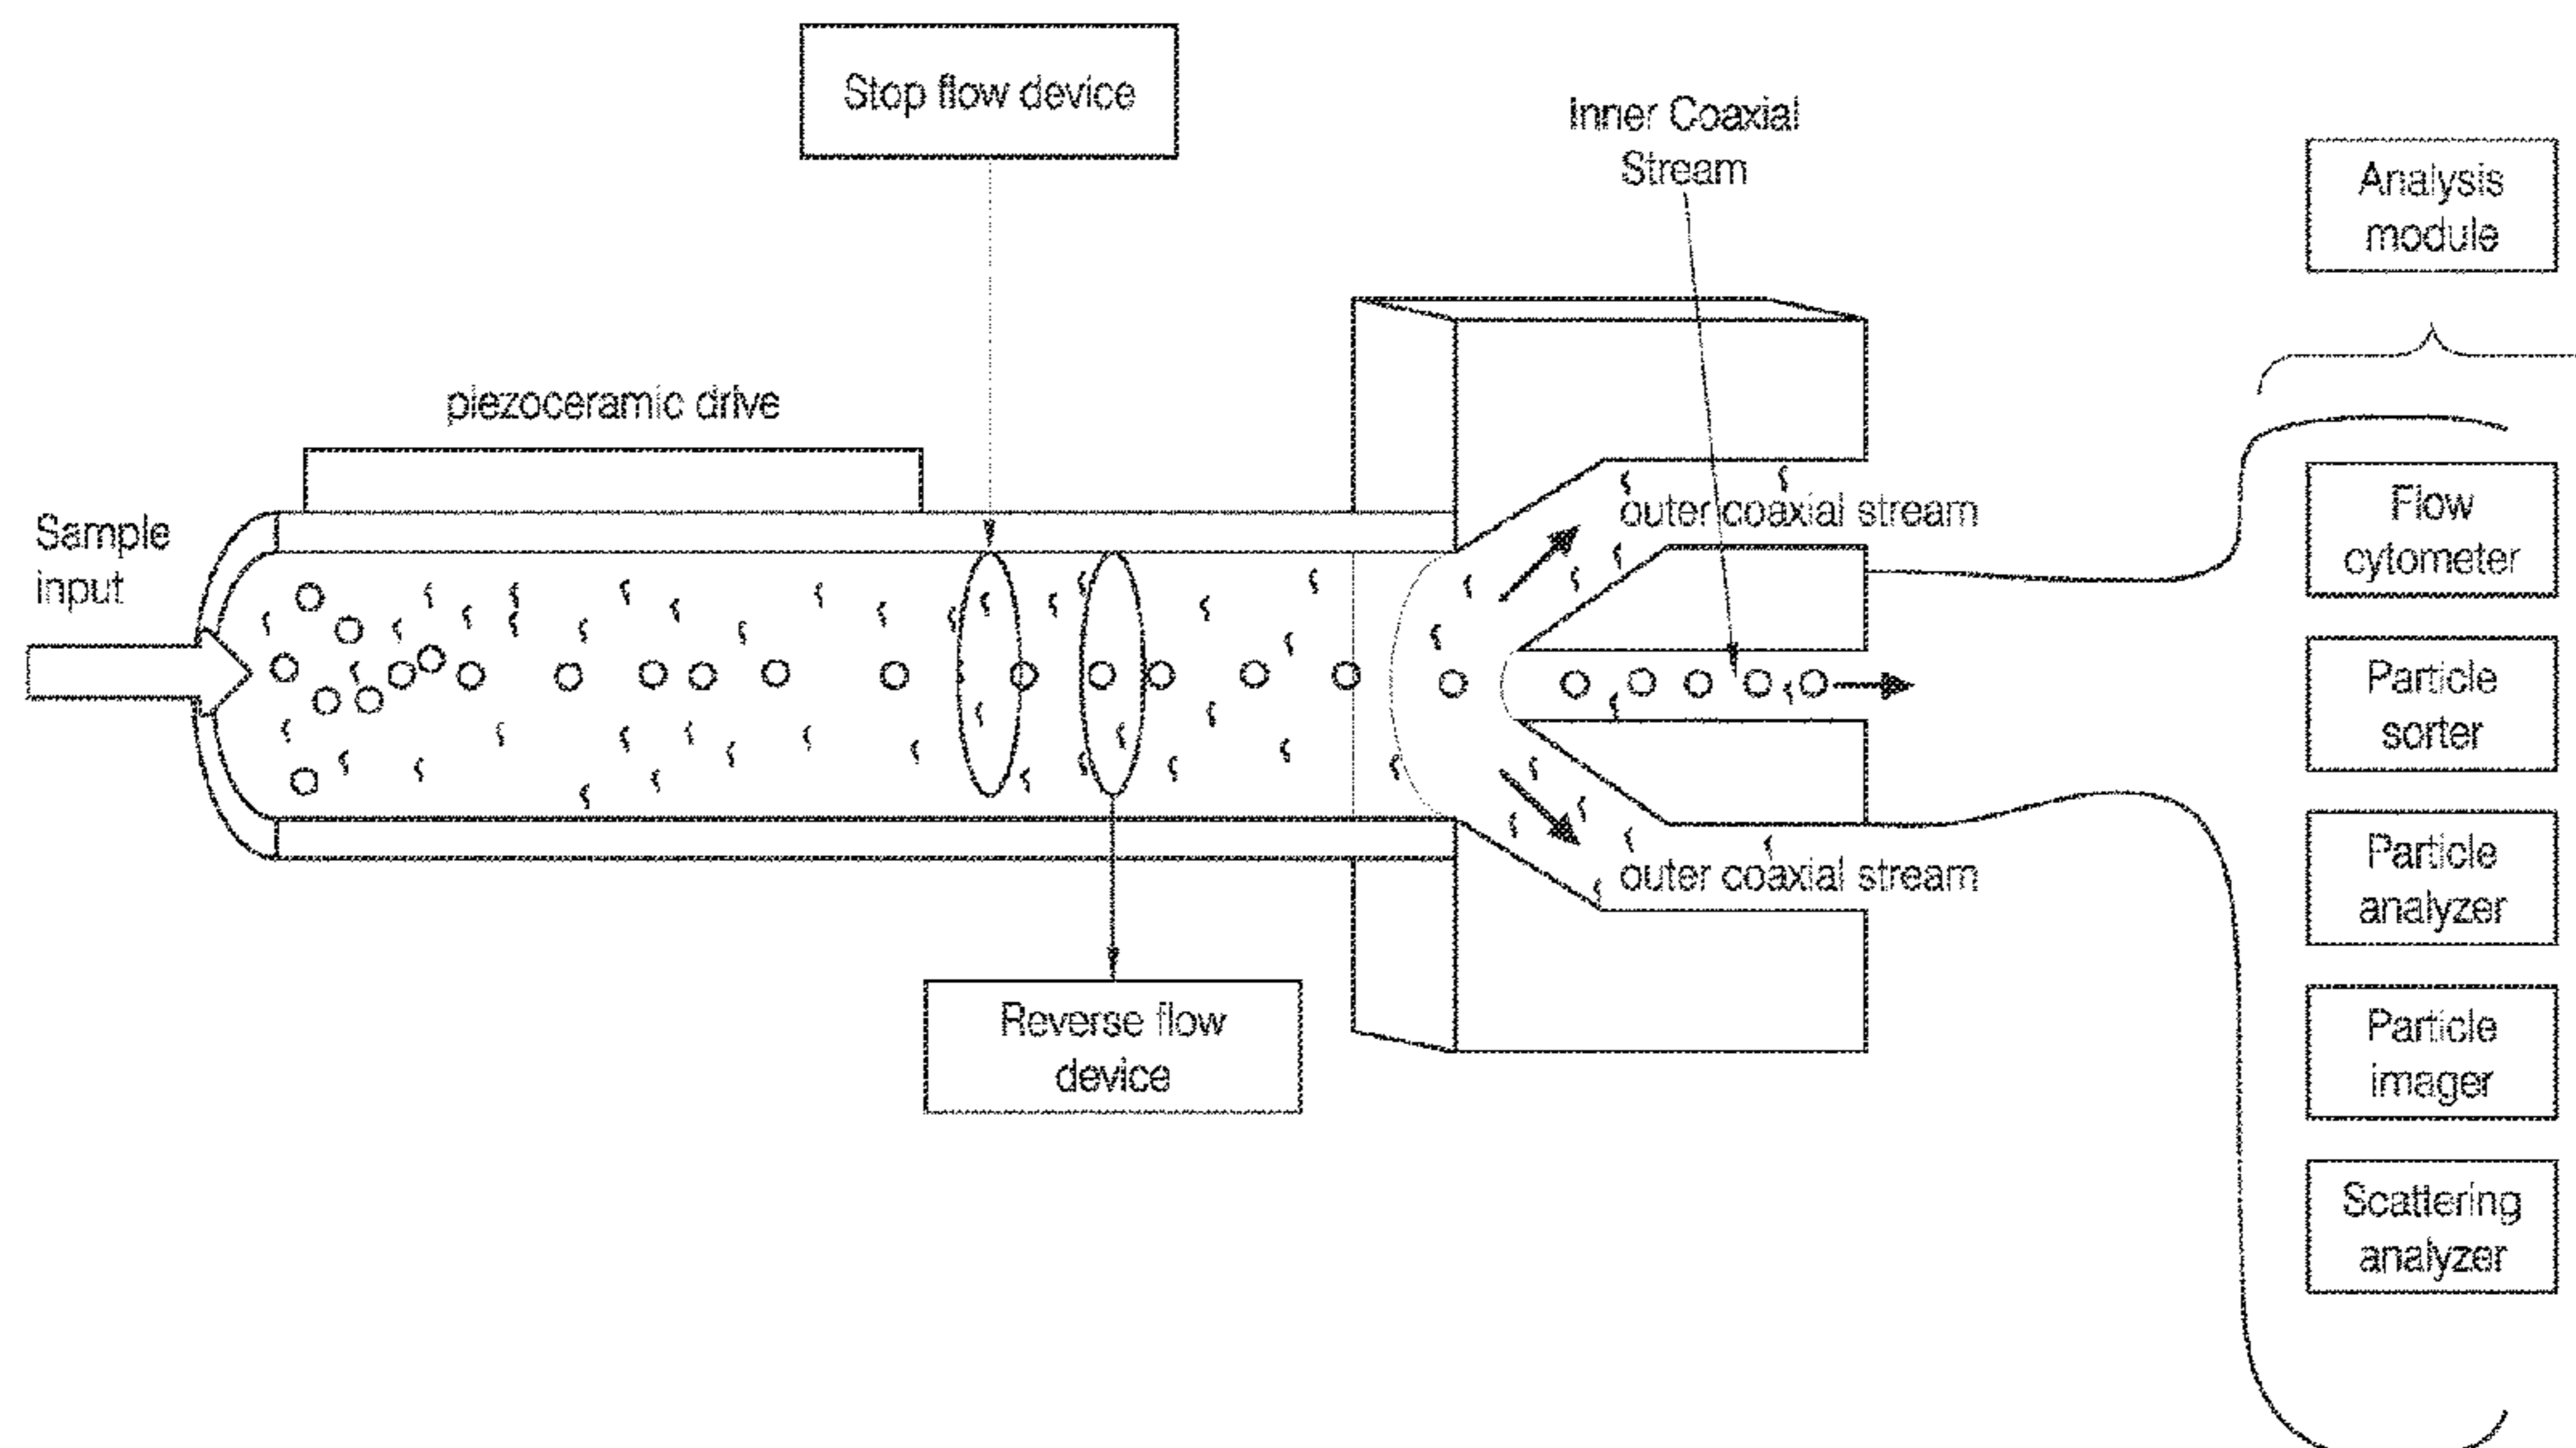 Stop flow device
Inner Coaxial
Stream
Analysis
module
piezoceramic drive
Sample
input
outer coaxial stream
Flow
cytometer
Particle
sorter
Particle
analyzer
outer coaxial stream
Reverse flow
device
Particle
imager
Scattering
analyzer